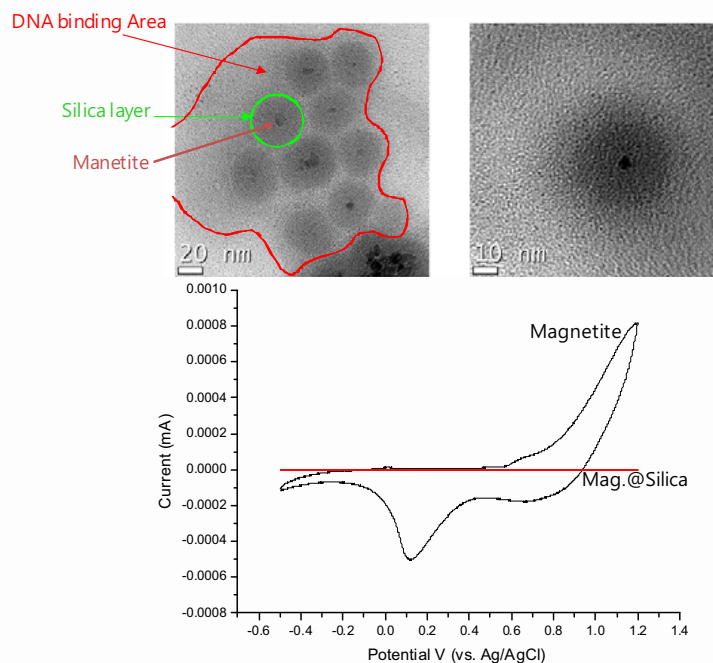 DNA binding Area
Silica layer
Manetite
20 nm
10 nm
0.0010
0.0008
0.0006
0.0004
0.0002
0.0000
-0.0002
-0.0004
-0.0006
-0.0008
Current (mA)
Magnetite
Mag.@Silica
-0.6 -0.4 -0.2 0.0 0.2 0.4 0.6 0.8 1.0 1.2 1.4
Potential V (vs. Ag/AgCl)